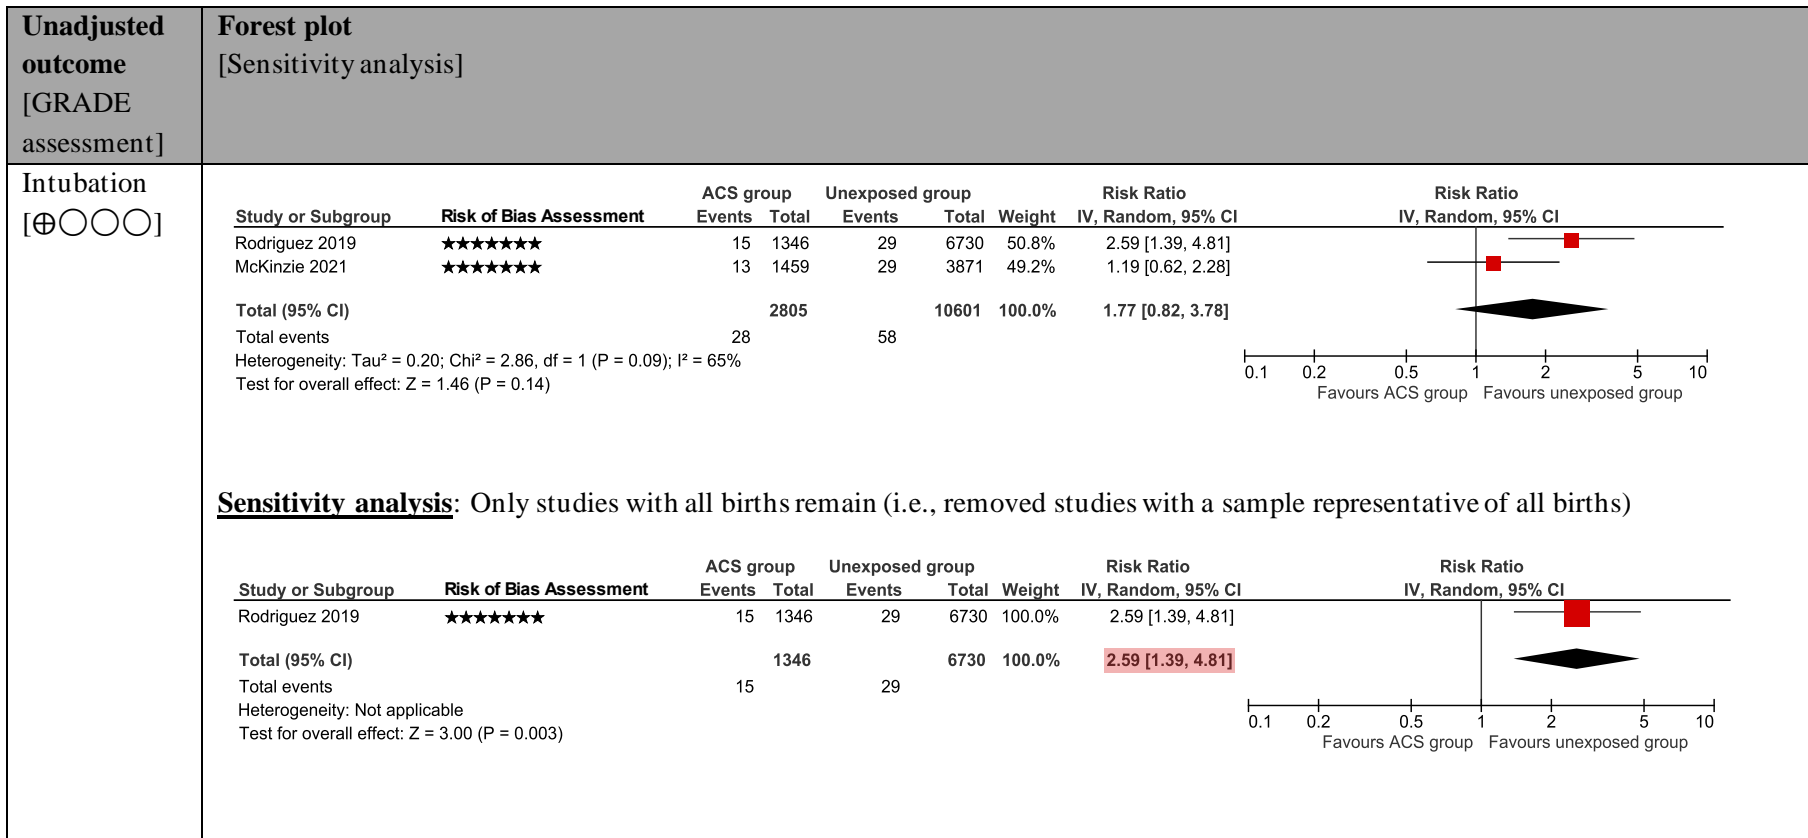 Unadjusted
outcome
[GRADE
assessment]
Forest plot
[Sensitivity analysis]
Intubation
[⊕◯◯◯]
ACS group Unexposed group Risk Ratio Risk Ratio
Study or Subgroup Risk of Bias Assessment Events Total Events Total Weight IV, Random, 95% CI IV, Random, 95% CI
Rodriguez 2019 ★★★★★★★ 15 1346 29 6730 50.8% 2.59 [1.39, 4.81]
McKinzie 2021 ★★★★★★★ 13 1459 29 3871 49.2% 1.19 [0.62, 2.28]
Total (95% CI) 2805 10601 100.0% 1.77 [0.82, 3.78]
Total events 28 58
Heterogeneity: Tau² = 0.20; Chi² = 2.86, df = 1 (P = 0.09); I² = 65%
Test for overall effect: Z = 1.46 (P = 0.14)
0.1 0.2 0.5 1 2 5 10
Favours ACS group Favours unexposed group
Sensitivity analysis: Only studies with all births remain (i.e., removed studies with a sample representative of all births)
ACS group Unexposed group Risk Ratio Risk Ratio
Study or Subgroup Risk of Bias Assessment Events Total Events Total Weight IV, Random, 95% CI IV, Random, 95% CI
Rodriguez 2019 ★★★★★★★ 15 1346 29 6730 100.0% 2.59 [1.39, 4.81]
Total (95% CI) 1346 6730 100.0% 2.59 [1.39, 4.81]
Total events 15 29
Heterogeneity: Not applicable
Test for overall effect: Z = 3.00 (P = 0.003)
0.1 0.2 0.5 1 2 5 10
Favours ACS group Favours unexposed group